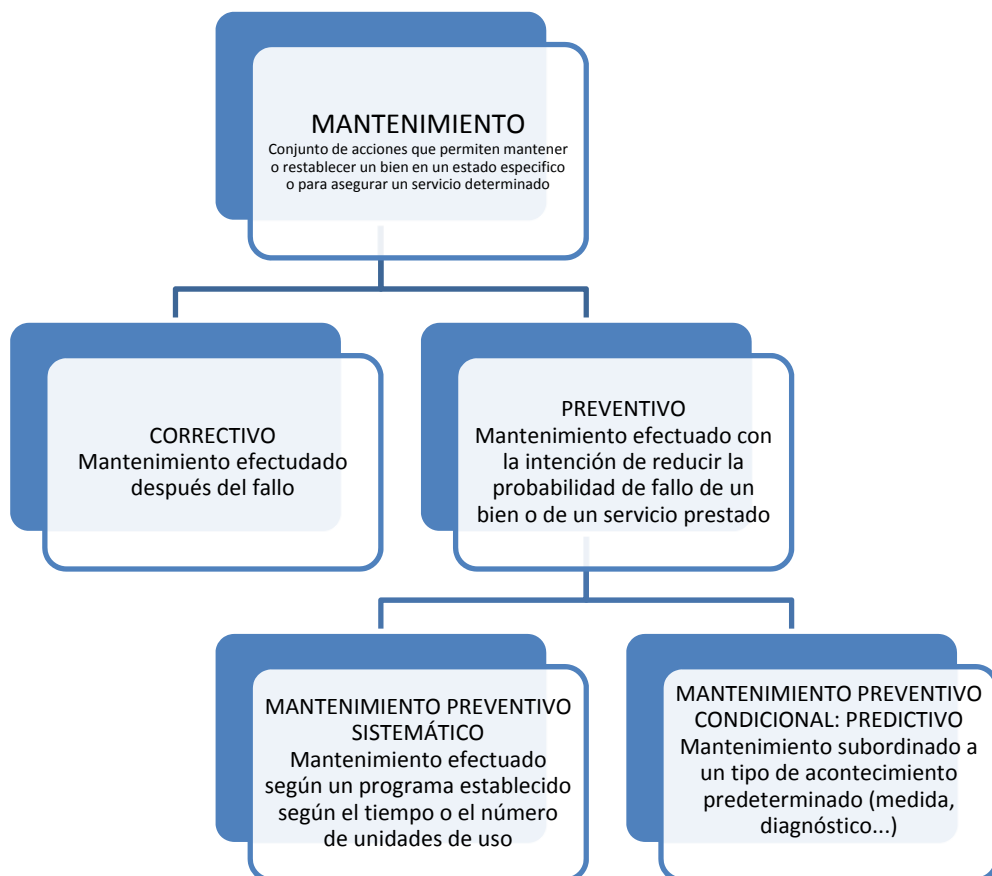 MANTENIMIENTO
Conjunto de acciones que permiten mantener
o restablecer un bien en un estado especifico
o para asegurar un servicio determinado
CORRECTIVO
Mantenimiento efectudado
después del fallo
PREVENTIVO
Mantenimiento efectuado con
la intención de reducir la
probabilidad de fallo de un
bien o de un servicio prestado
MANTENIMIENTO PREVENTIVO
SISTEMÁTICO
Mantenimiento efectuado
según un programa establecido
según el tiempo o el número
de unidades de uso
MANTENIMIENTO PREVENTIVO
CONDICIONAL: PREDICTIVO
Mantenimiento subordinado a
un tipo de acontecimiento
predeterminado (medida,
diagnóstico...)